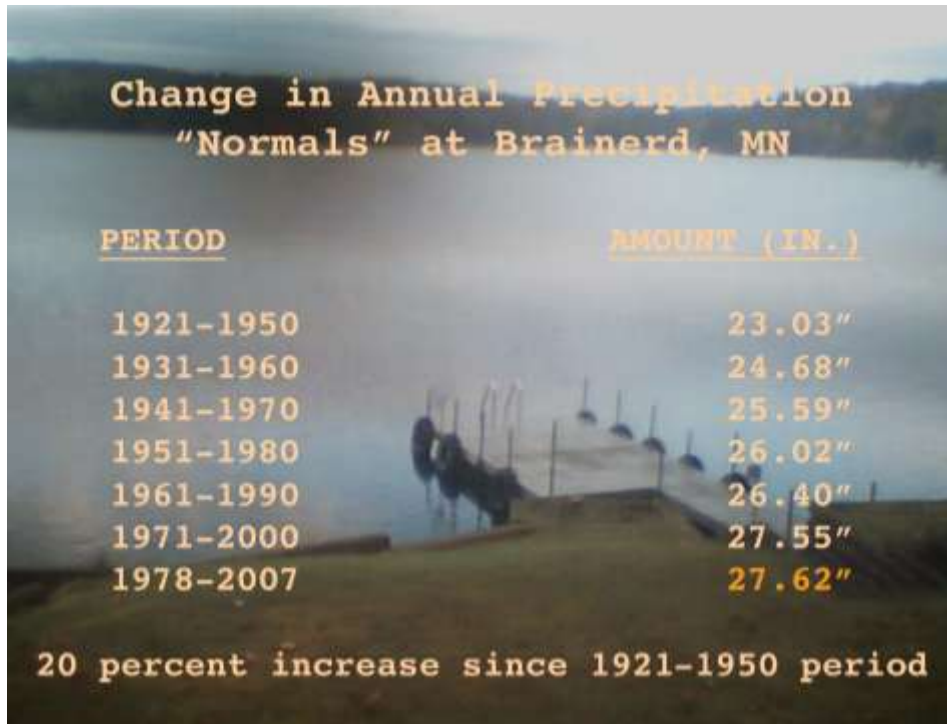 Change in Annual Precipitation
“Normals” at Brainerd, MN
PERIOD AMOUNT (IN.)
1921-1950 23.03”
1931-1960 24.68”
1941-1970 25.59”
1951-1980 26.02”
1961-1990 26.40”
1971-2000 27.55”
1978-2007 27.62”
20 percent increase since 1921-1950 period